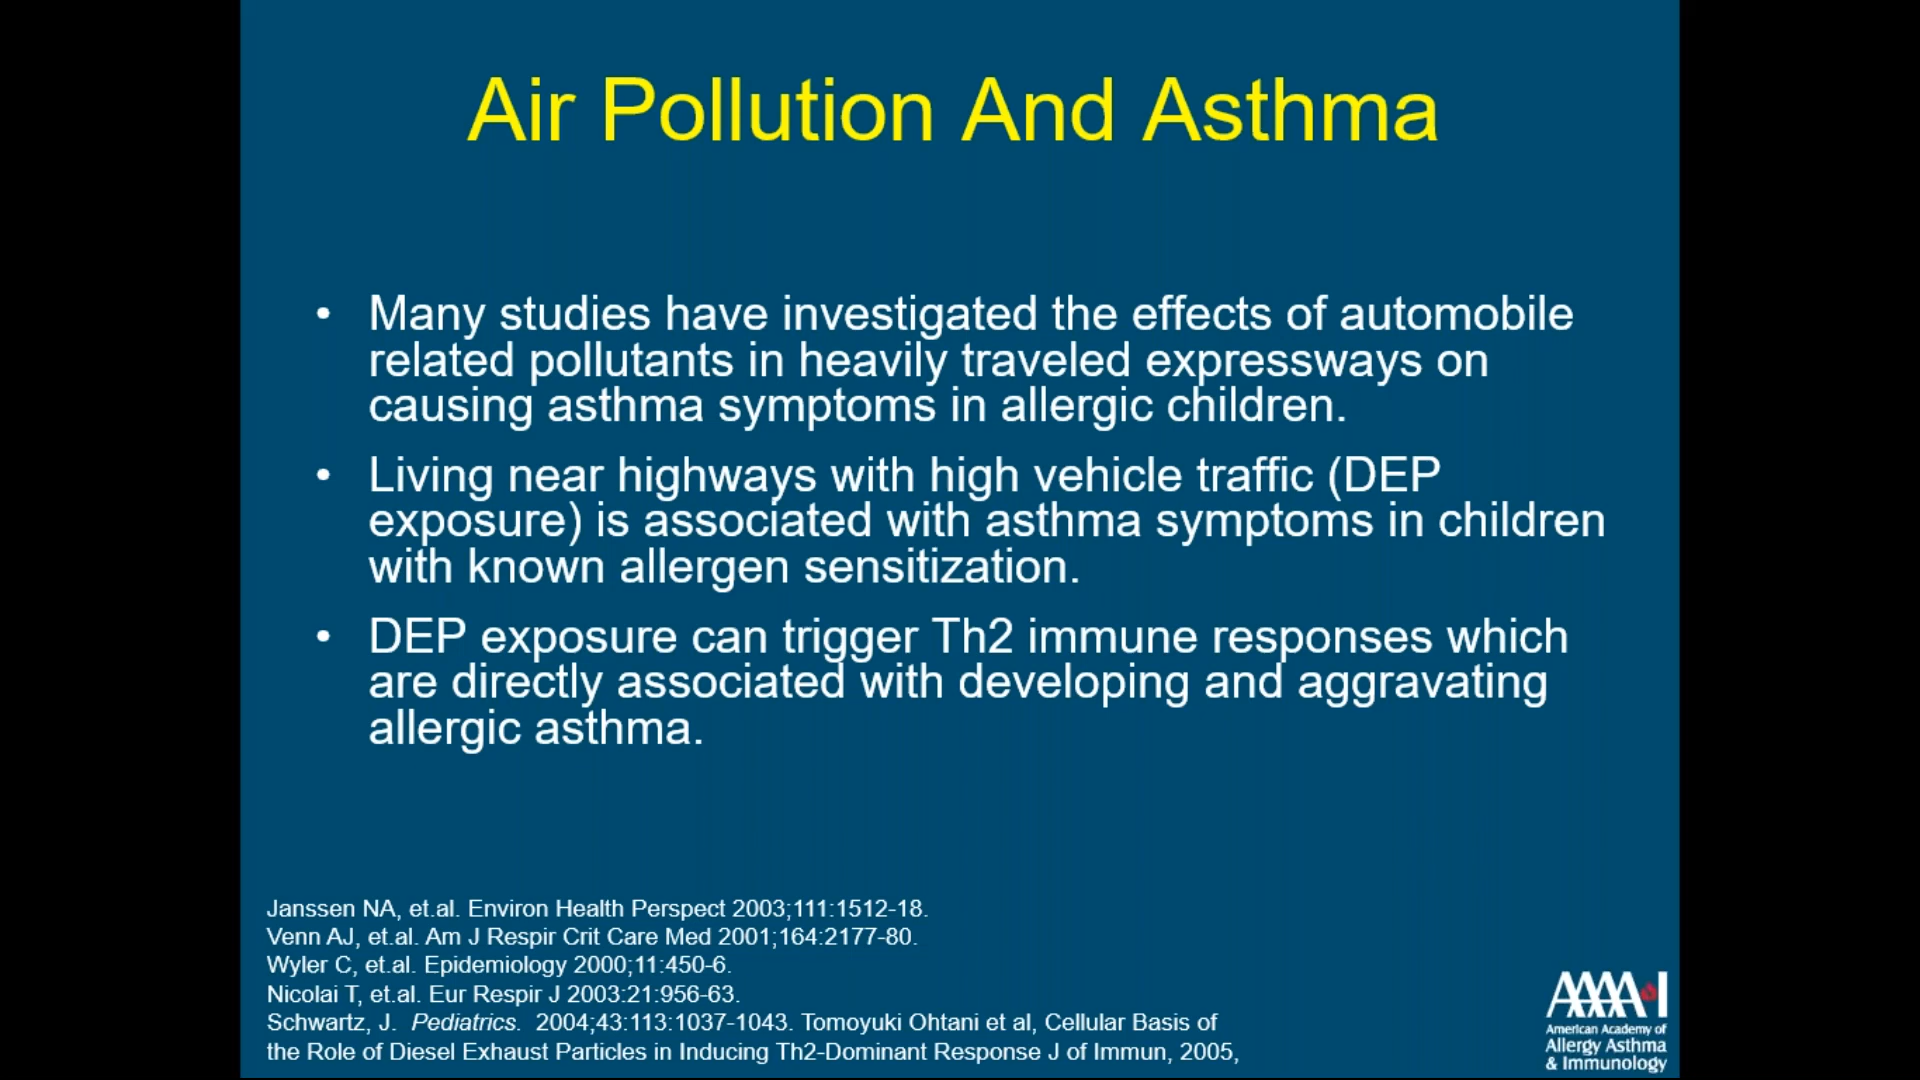 Air Pollution And Asthma
• Many studies have investigated the effects of automobile
related pollutants in heavily traveled expressways on
causing asthma symptoms in allergic children.
• Living near highways with high vehicle traffic (DEP
exposure) is associated with asthma symptoms in children
with known allergen sensitization.
• DEP exposure can trigger Th2 immune responses which
are directly associated with developing and aggravating
allergic asthma.
Janssen NA, et.al. Environ Health Perspect 2003;111:1512-18.
Venn AJ, et.al. Am J Respir Crit Care Med 2001;164:2177-80.
Wyler C, et.al. Epidemiology 2000;11:450-6.
Nicolai T, et.al. Eur Respir J 2003:21:956-63.
Schwartz, J. Pediatrics. 2004;43:113:1037-1043. Tomoyuki Ohtani et al, Cellular Basis of
the Role of Diesel Exhaust Particles in Inducing Th2-Dominant Response J of Immun, 2005,
AAAAI
American Academy of
Allergy Asthma
& Immunology